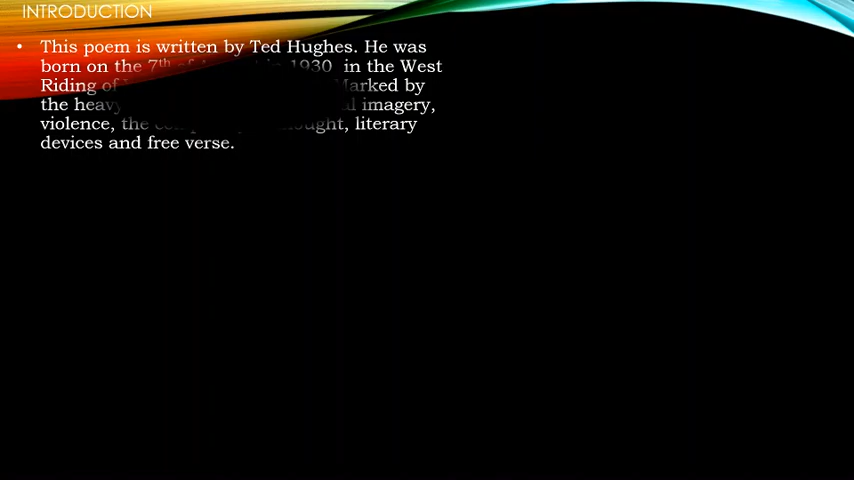 INTRODUCTION
• This poem is written by Ted Hughes. He was
born on the 7th of 1930 in the West
Riding of Marked by
the heavy imagery,
violence, the thought, literary
devices and free verse.